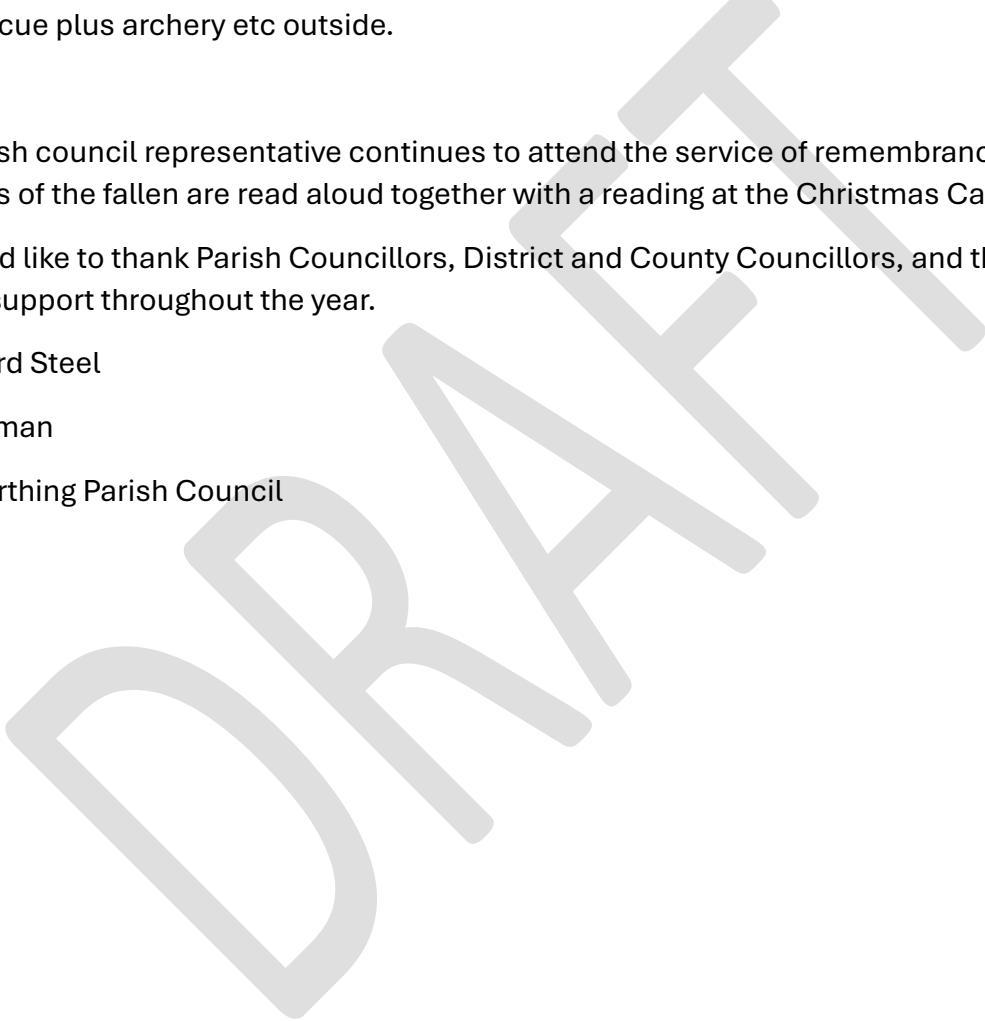 cue plus archery etc outside.
sh council representative continues to attend the service of remembranc
s of the fallen are read aloud together with a reading at the Christmas Ca
d like to thank Parish Councillors, District and County Councillors, and th
support throughout the year.
rd Steel
man
rthing Parish Council
DRAFT